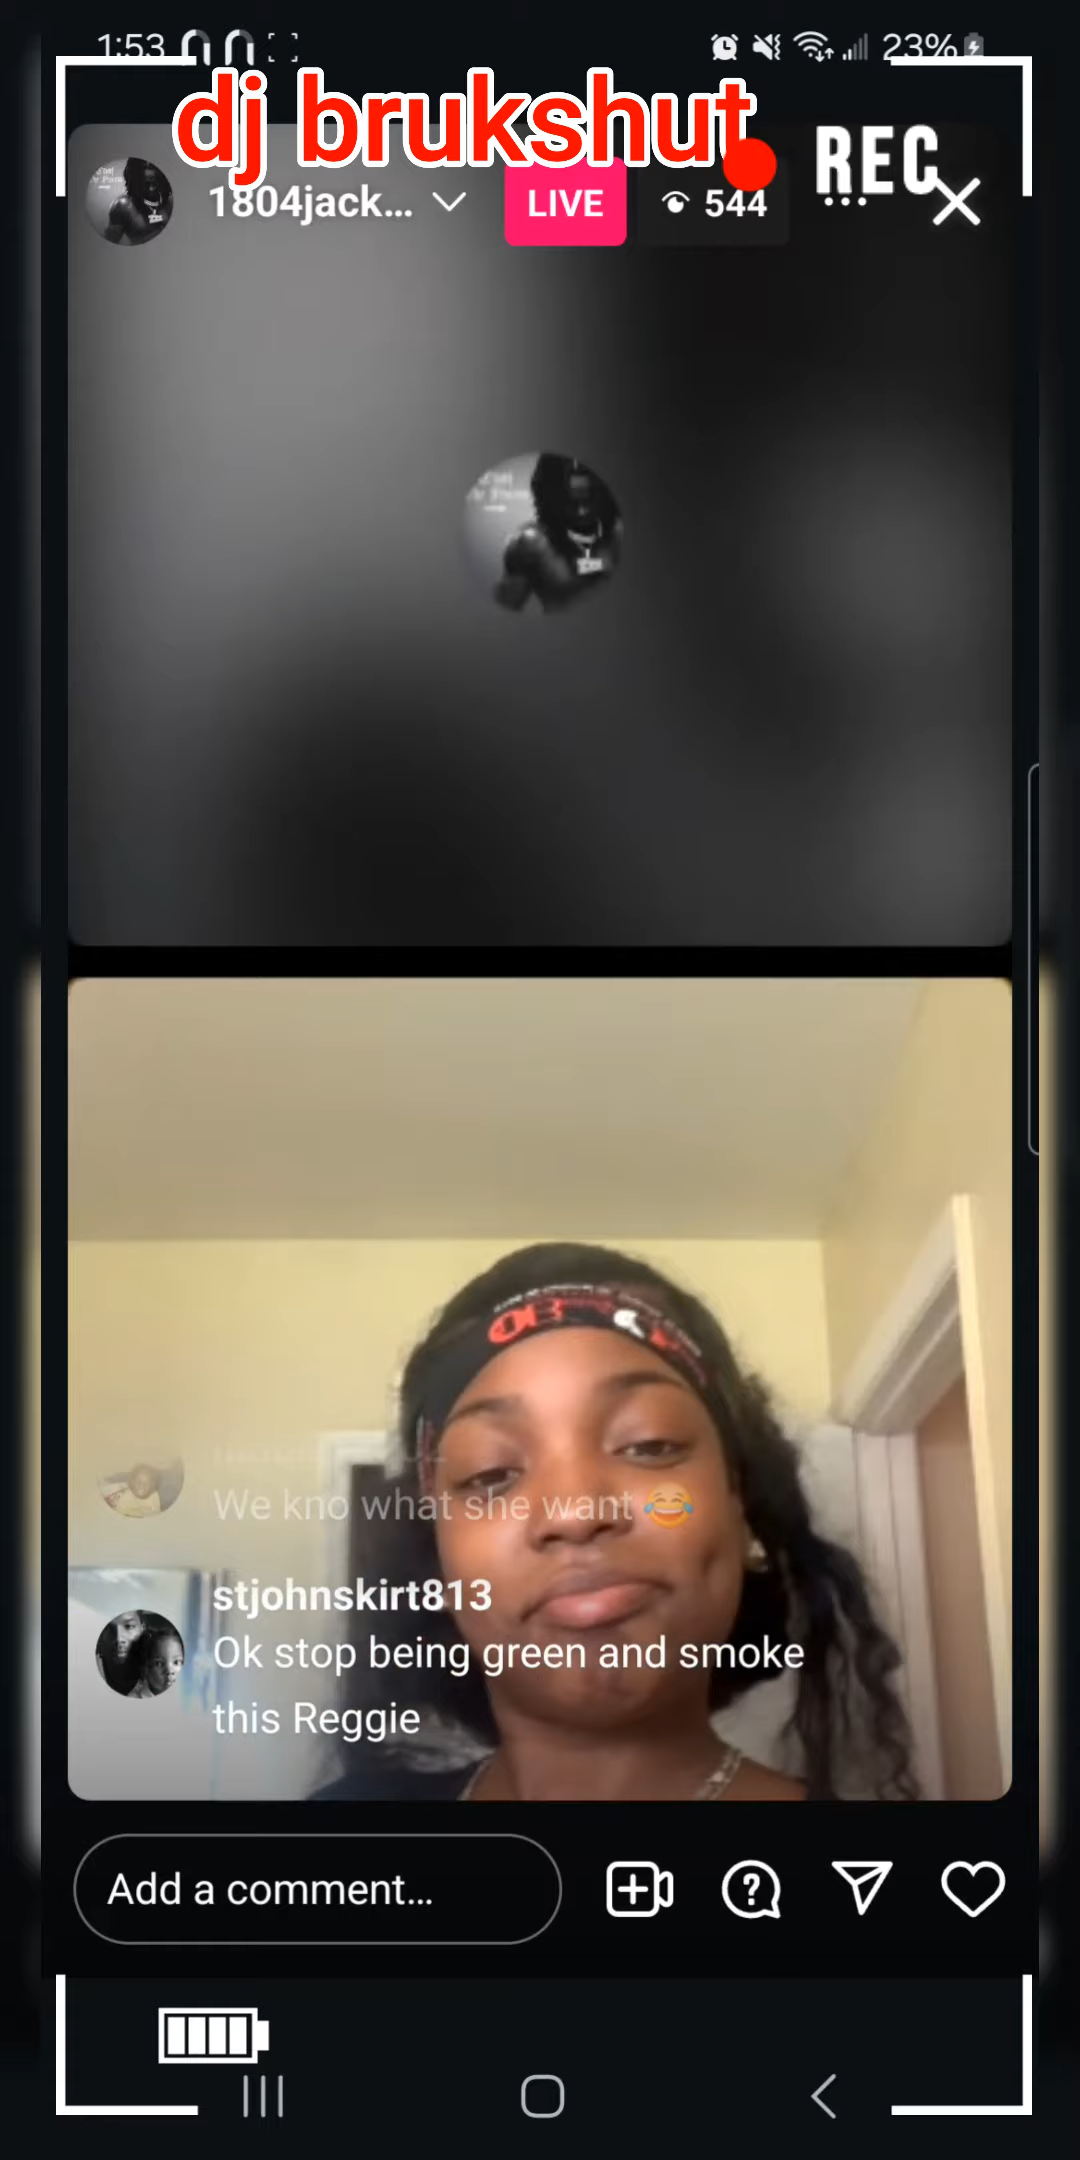 1:53
23%
dj brukshut
REC
1804jack...
LIVE
544
We kno what she want 😂
stjohnskirt813
Ok stop being green and smoke
this Reggie
Add a comment...